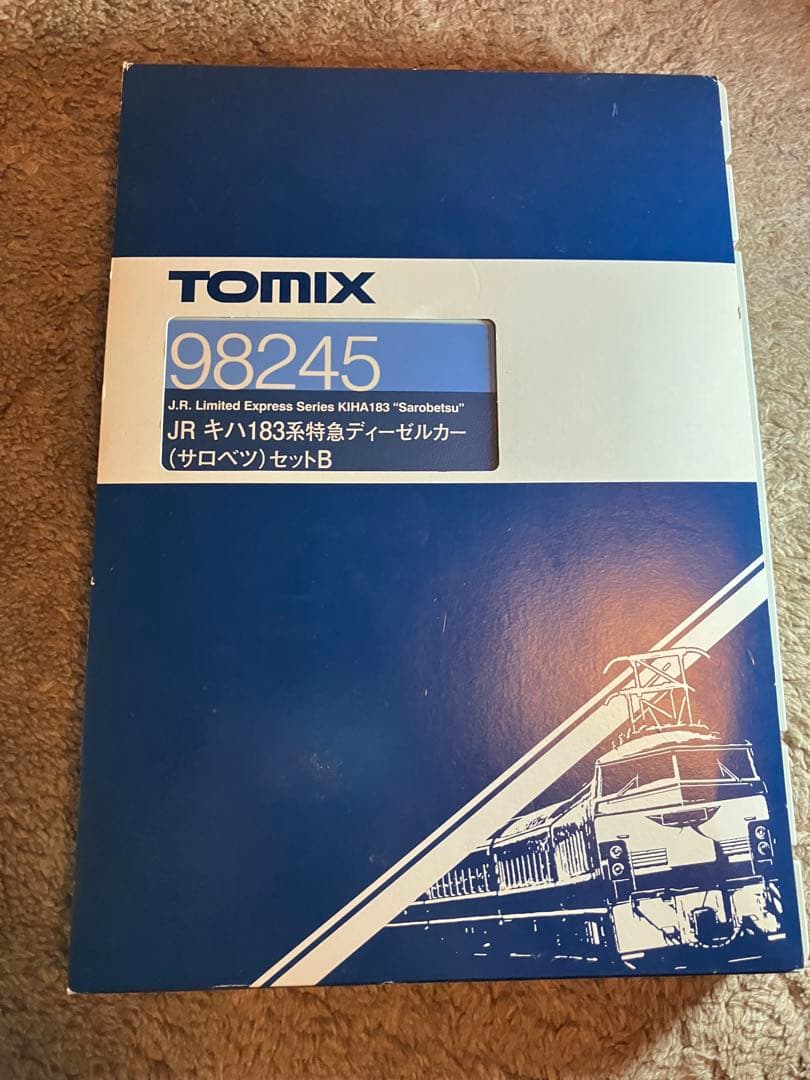 TOMIX
98245
J.R. Limited Express Series KIHA183 "Sarobetsu"
JR キハ183系特急ディーゼルカー
(サロベツ)セットB